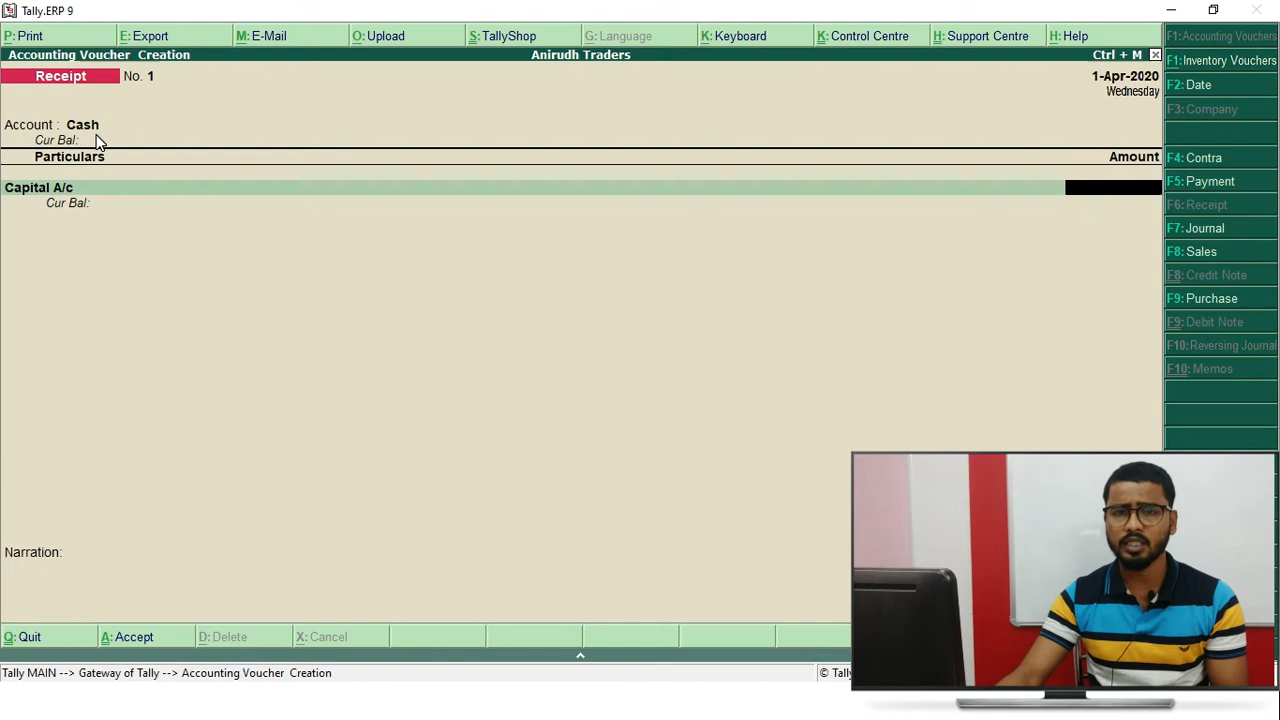 Tally.ERP 9
P: Print
E: Export
M: E-Mail
O: Upload
S: TallyShop
G: Language
K: Keyboard
K: Control Centre
H: Support Centre
H: Help
F1: Accounting Vouchers
Accounting Voucher Creation
Anirudh Traders
Ctrl + M
F1: Inventory Vouchers
Receipt
No. 1
1-Apr-2020
Wednesday
F2: Date
F3: Company
Account : Cash
Cur Bal:
Particulars
Amount
F4: Contra
F5: Payment
F6: Receipt
F7: Journal
F8: Sales
F8: Credit Note
F9: Purchase
F9: Debit Note
F10: Reversing Journal
F10: Memos
Capital A/c
Cur Bal:
Narration:
Q: Quit
A: Accept
D: Delete
X: Cancel
Tally MAIN --> Gateway of Tally --> Accounting Voucher Creation
© Tally